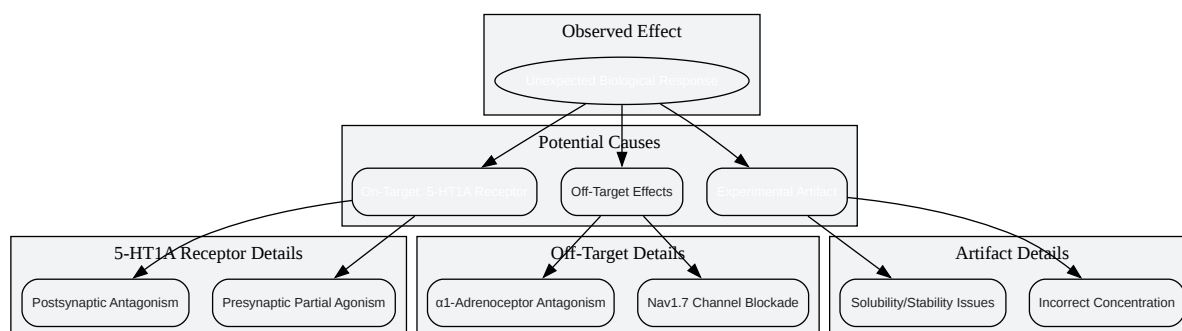 Observed Effect
Unexpected Biological Response
Potential Causes
On-Target: 5-HT1A Receptor
Off-Target Effects
Experimental Artifact
5-HT1A Receptor Details
Off-Target Details
Artifact Details
Postsynaptic Antagonism
Presynaptic Partial Agonism
α1-Adrenoceptor Antagonism
Nav1.7 Channel Blockade
Solubility/Stability Issues
Incorrect Concentration